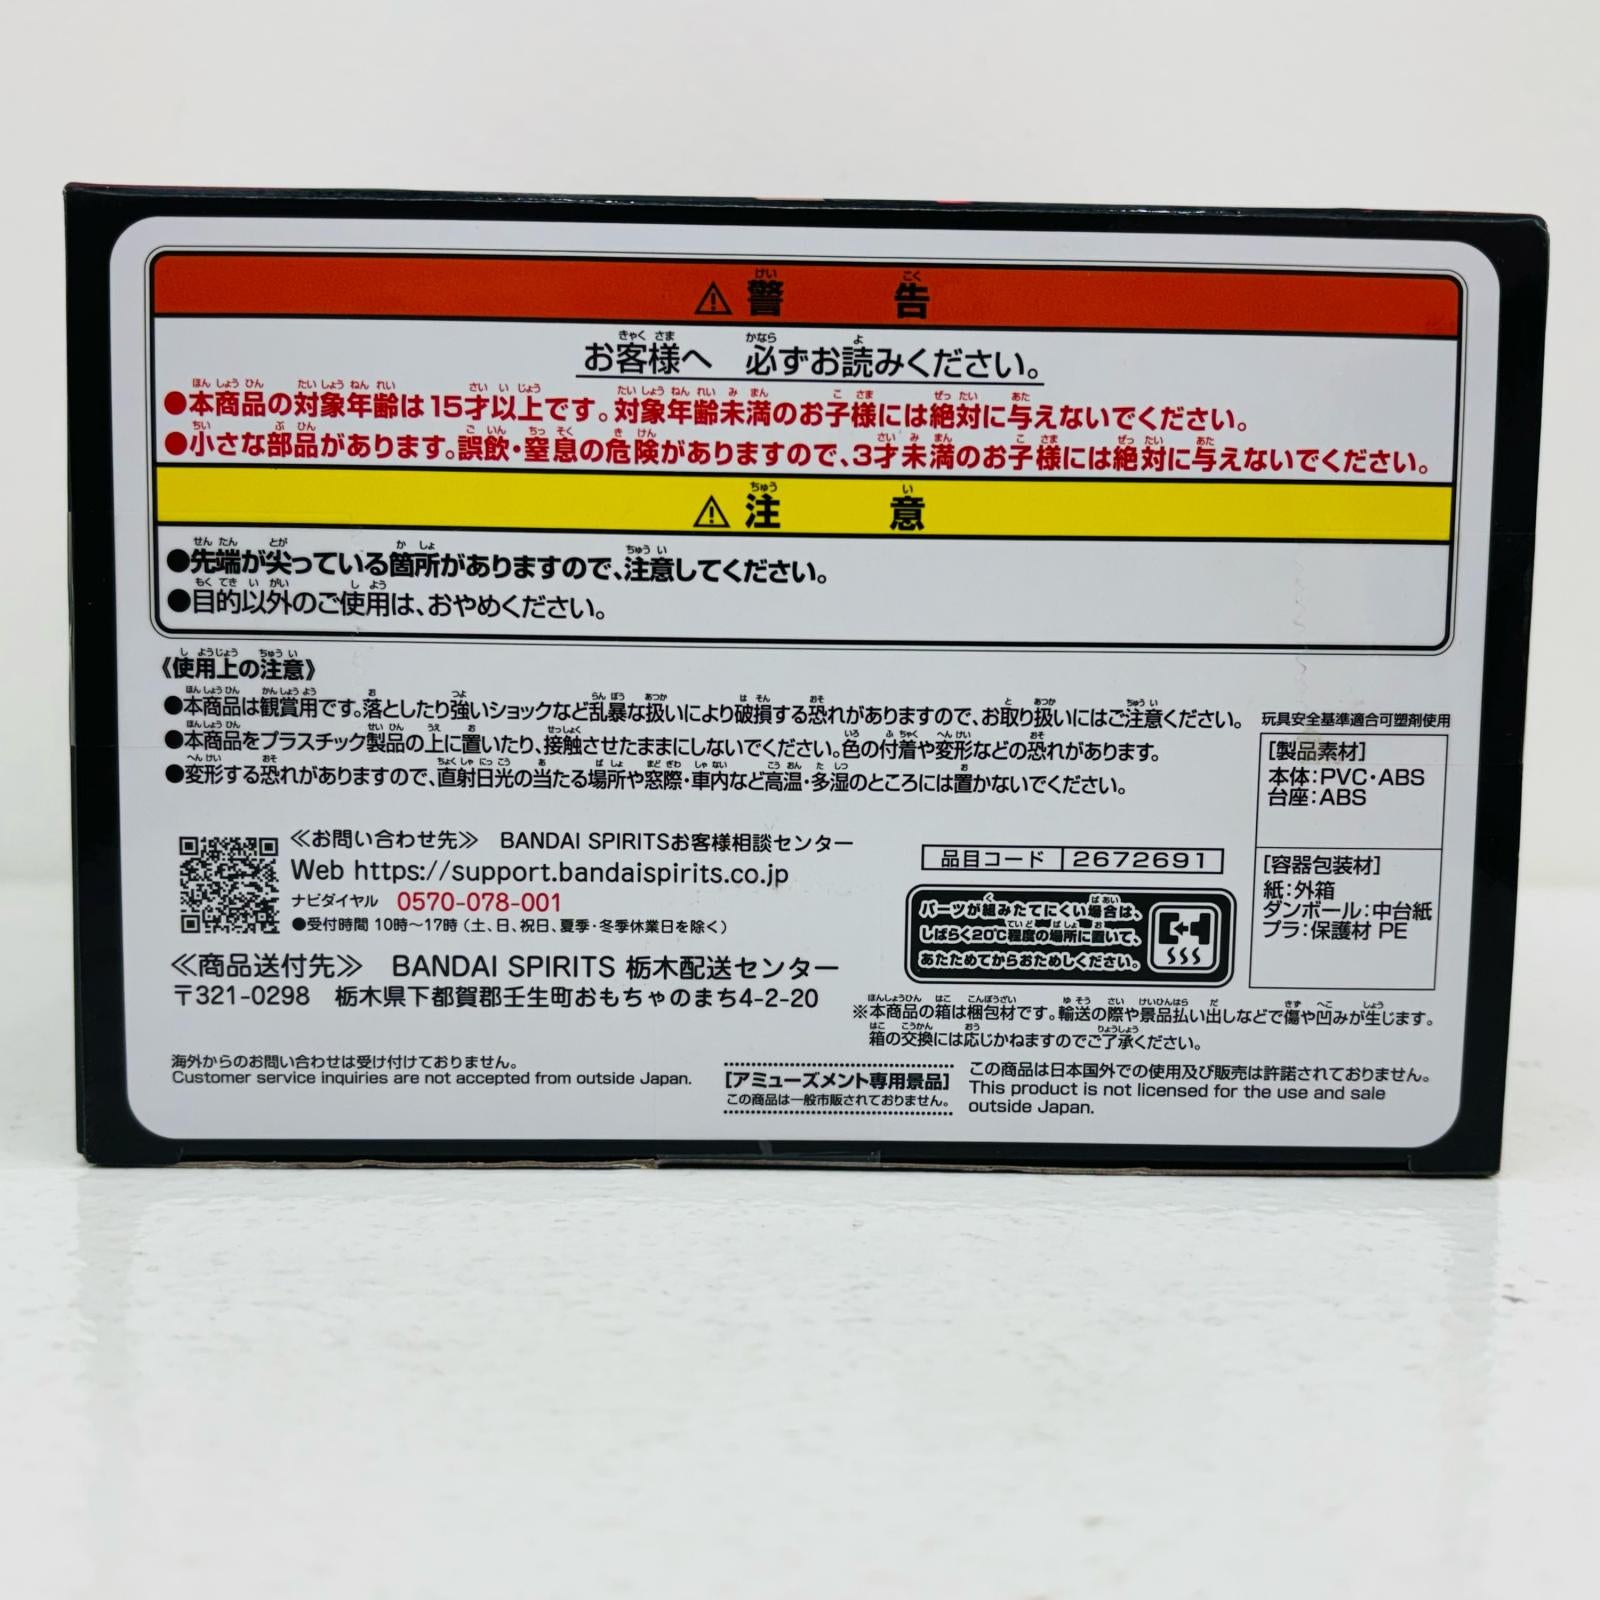 ⚠警告
お客様へ 必ずお読みください。
●本商品の対象年齢は15才以上です。対象年齢未満のお子様には絶対に与えないでください。
●小さな部品があります。誤飲・窒息の危険がありますので、3才未満のお子様には絶対に与えないでください。
⚠注意
●先端が尖っている箇所がありますので、注意してください。
●目的以外のご使用は、おやめください。
《使用上の注意》
●本商品は観賞用です。落としたり強いショックなど乱暴な扱いにより破損する恐れがありますので、お取り扱いにはご注意ください。
●本商品をプラスチック製品の上に置いたり、接触させたままにしないでください。色の付着や変形などの恐れがあります。
●変形する恐れがありますので、直射日光の当たる場所や窓際・車内など高温・多湿のところには置かないでください。
玩具安全基準適合可塑剤使用
[製品素材]
本体:PVC・ABS
台座:ABS
[容器包装材]
紙:外箱
ダンボール:中台紙
プラ:保護材 PE
≪お問い合わせ先≫ BANDAI SPIRITSお客様相談センター
Web https://support.bandaispirits.co.jp
ナビダイヤル 0570-078-001
●受付時間 10時～17時(土、日、祝日、夏季・冬季休業日を除く)
≪商品送付先≫ BANDAI SPIRITS 栃木配送センター
〒321-0298 栃木県下都賀郡壬生町おもちゃのまち4-2-20
品目コード 2672691
パーツが組みたてにくい場合は、
しばらく20℃程度の場所に置いて、
あたためてからおためしください。
※本商品の箱は梱包材です。輸送の際や景品払い出しなどで傷や凹みが生じます。
箱の交換には応じかねますのでご了承ください。
海外からのお問い合わせは受け付けておりません。
Customer service inquiries are not accepted from outside Japan.
[アミューズメント専用景品]
この商品は一般市販されておりません。
この商品は日本国外での使用及び販売は許諾されておりません。
This product is not licensed for the use and sale
outside Japan.